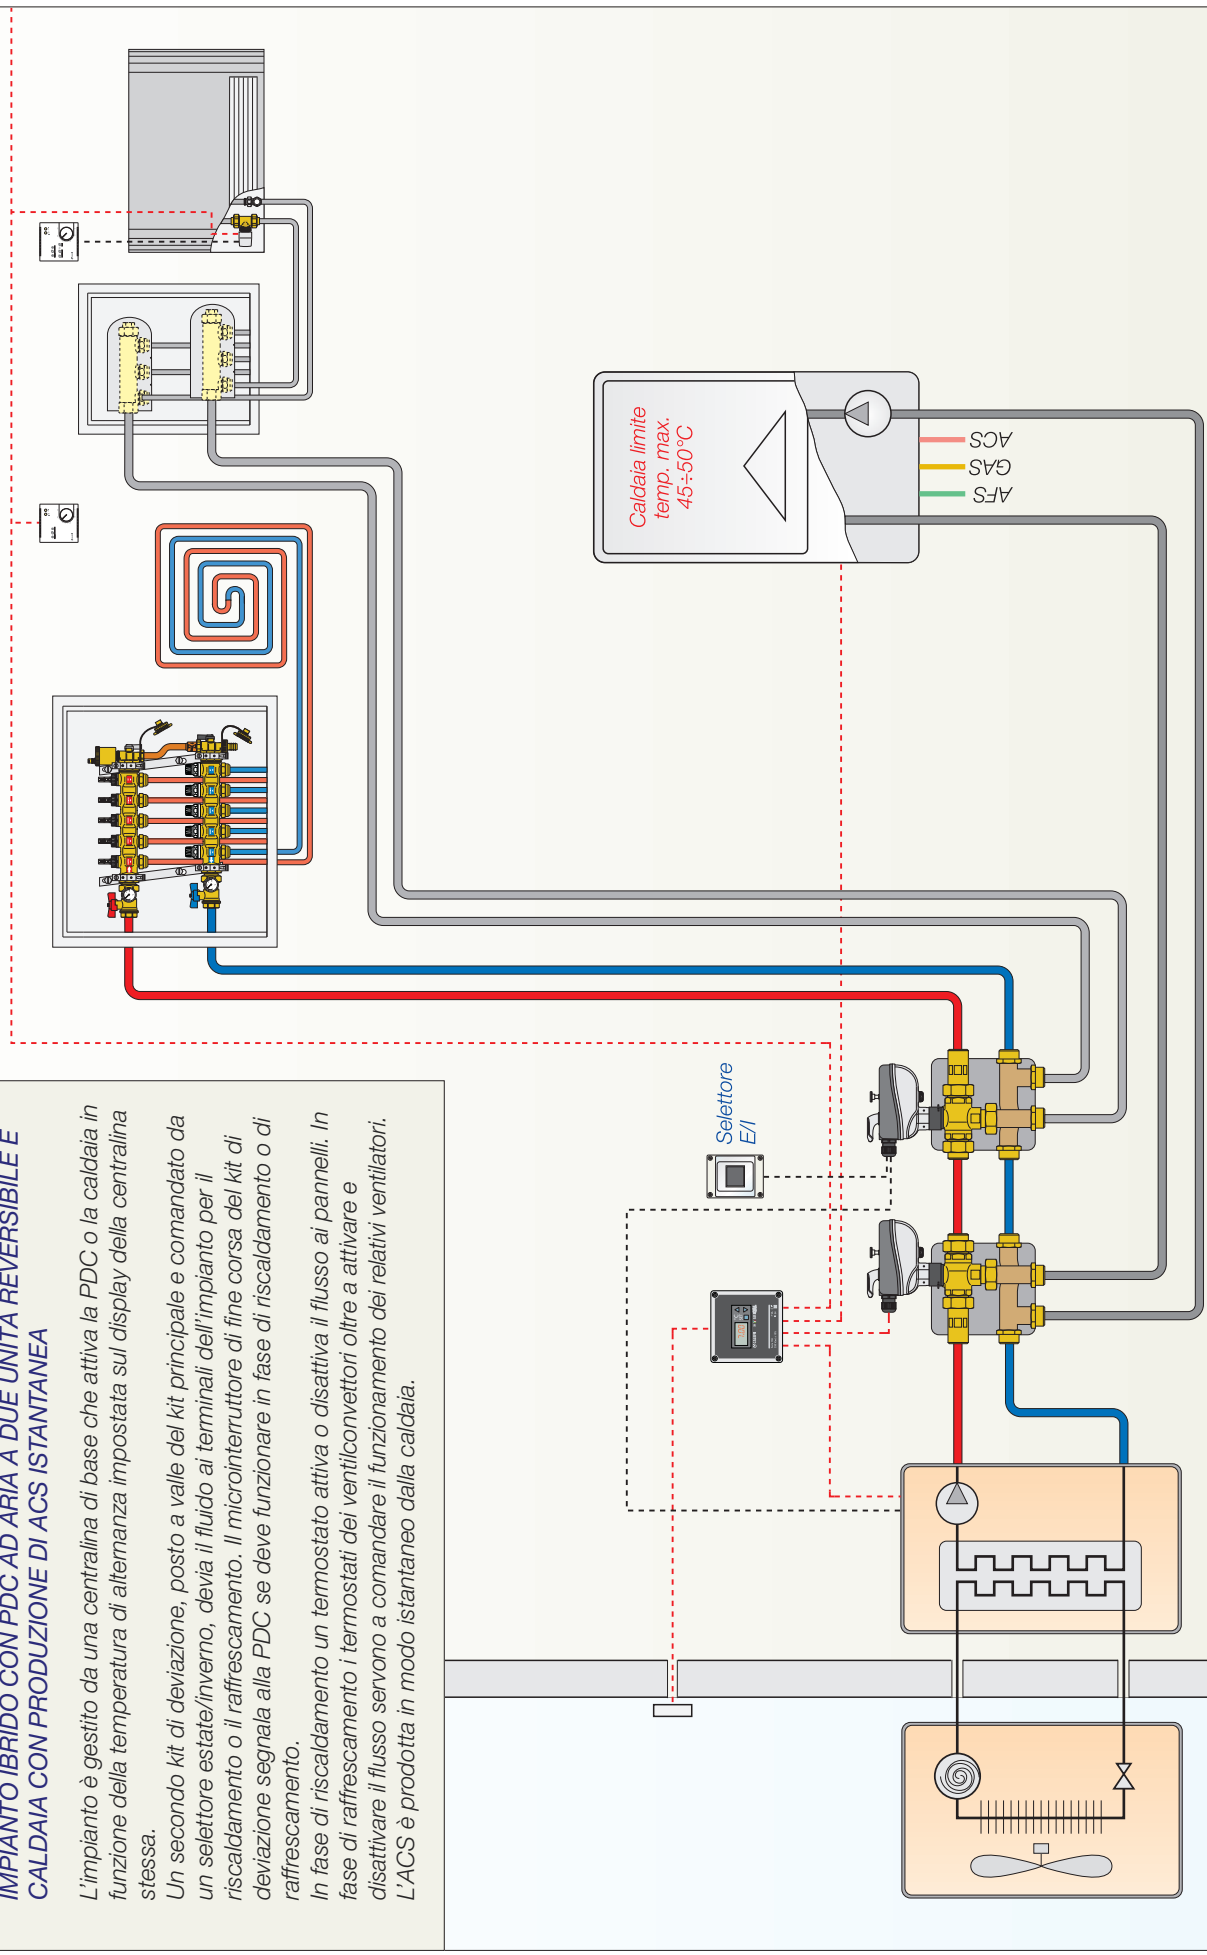 IMPIANTO IBRIDO CON PDC AD ARIA A DUE UNITÀ REVERSIBILE E
CALDAIA CON PRODUZIONE DI ACS ISTANTANEA
L'impianto è gestito da una centralina di base che attiva la PDC o la caldaia in
funzione della temperatura di alternanza impostata sul display della centralina
stessa.
Un secondo kit di deviazione, posto a valle del kit principale e comandato da
un selettore estate/inverno, devia il fluido ai terminali dell'impianto per il
riscaldamento o il raffrescamento. Il microinterruttore di fine corsa del kit di
deviazione segnala alla PDC se deve funzionare in fase di riscaldamento o di
raffrescamento.
In fase di riscaldamento un termostato attiva o disattiva il flusso ai pannelli. In
fase di raffrescamento i termostati dei ventilconvettori oltre a attivare e
disattivare il flusso servono a comandare il funzionamento dei relativi ventilatori.
L'ACS è prodotta in modo istantaneo dalla caldaia.
Selettore
E/I
Caldaia limite
temp. max.
45÷50°C
AFS
GAS
ACS